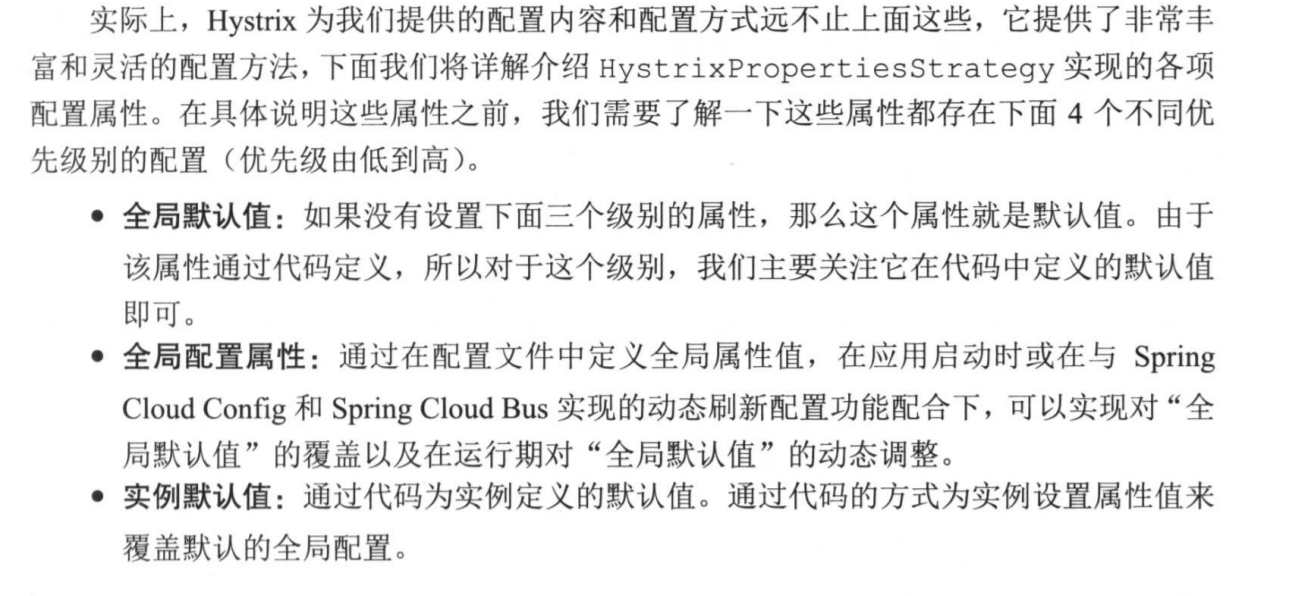 实际上，Hystrix 为我们提供的配置内容和配置方式远不止上面这些，它提供了非常丰
富和灵活的配置方法，下面我们将详解介绍 HystrixPropertiesStrategy 实现的各项
配置属性。在具体说明这些属性之前，我们需要了解一下这些属性都存在下面 4 个不同优
先级别的配置（优先级由低到高）。
● 全局默认值：如果没有设置下面三个级别的属性，那么这个属性就是默认值。由于
该属性通过代码定义，所以对于这个级别，我们主要关注它在代码中定义的默认值
即可。
● 全局配置属性：通过在配置文件中定义全局属性值，在应用启动时或在与 Spring
Cloud Config 和 Spring Cloud Bus 实现的动态刷新配置功能配合下，可以实现对“全
局默认值”的覆盖以及在运行期对“全局默认值”的动态调整。
● 实例默认值：通过代码为实例定义的默认值。通过代码的方式为实例设置属性值来
覆盖默认的全局配置。